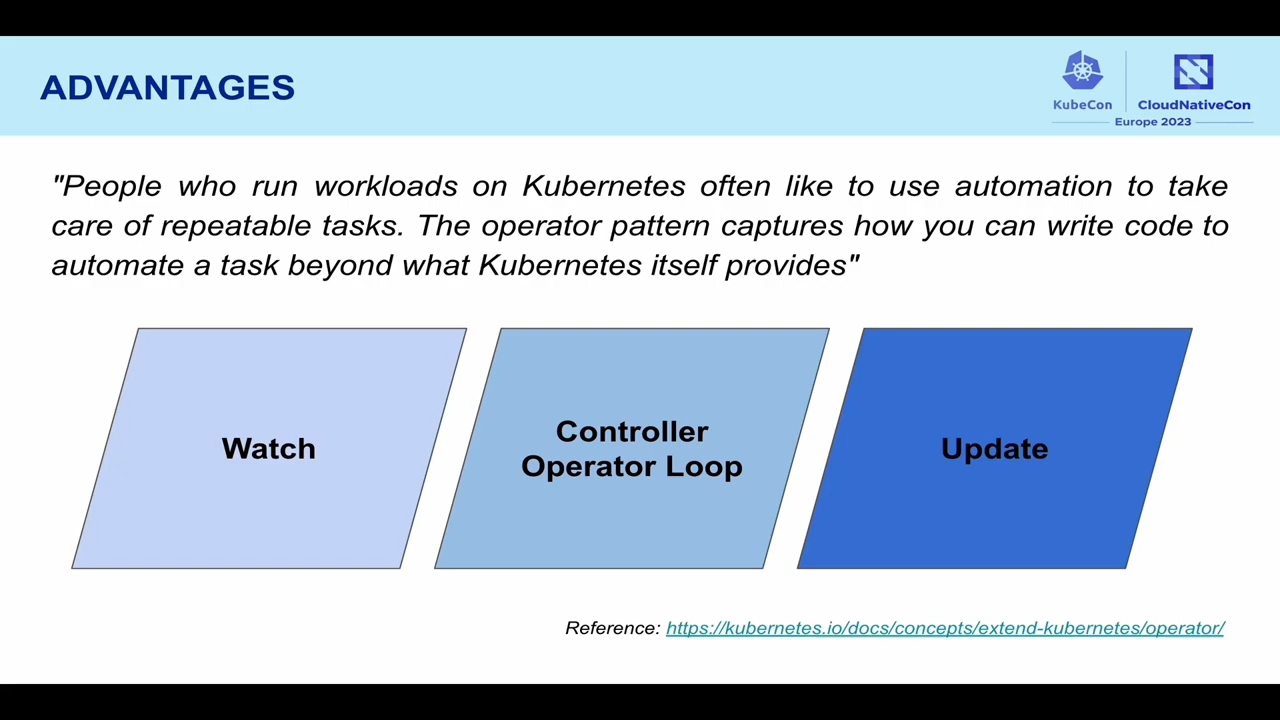 ADVANTAGES
KubeCon
CloudNativeCon
Europe 2023
"People who run workloads on Kubernetes often like to use automation to take
care of repeatable tasks. The operator pattern captures how you can write code to
automate a task beyond what Kubernetes itself provides"
Watch
Controller
Operator Loop
Update
Reference: https://kubernetes.io/docs/concepts/extend-kubernetes/operator/